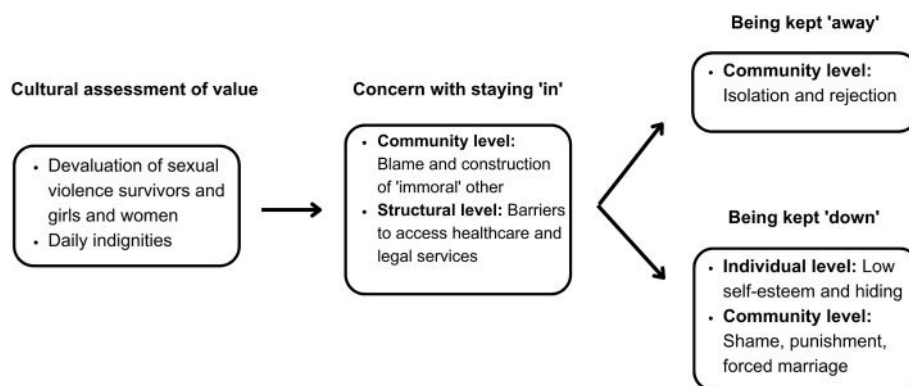 Cultural assessment of value
• Devaluation of sexual
violence survivors and
girls and women
• Daily indignities
Concern with staying 'in'
• Community level:
Blame and construction
of 'immoral' other
• Structural level: Barriers
to access healthcare and
legal services
Being kept 'away'
• Community level:
Isolation and rejection
Being kept 'down'
• Individual level: Low
self-esteem and hiding
• Community level:
Shame, punishment,
forced marriage